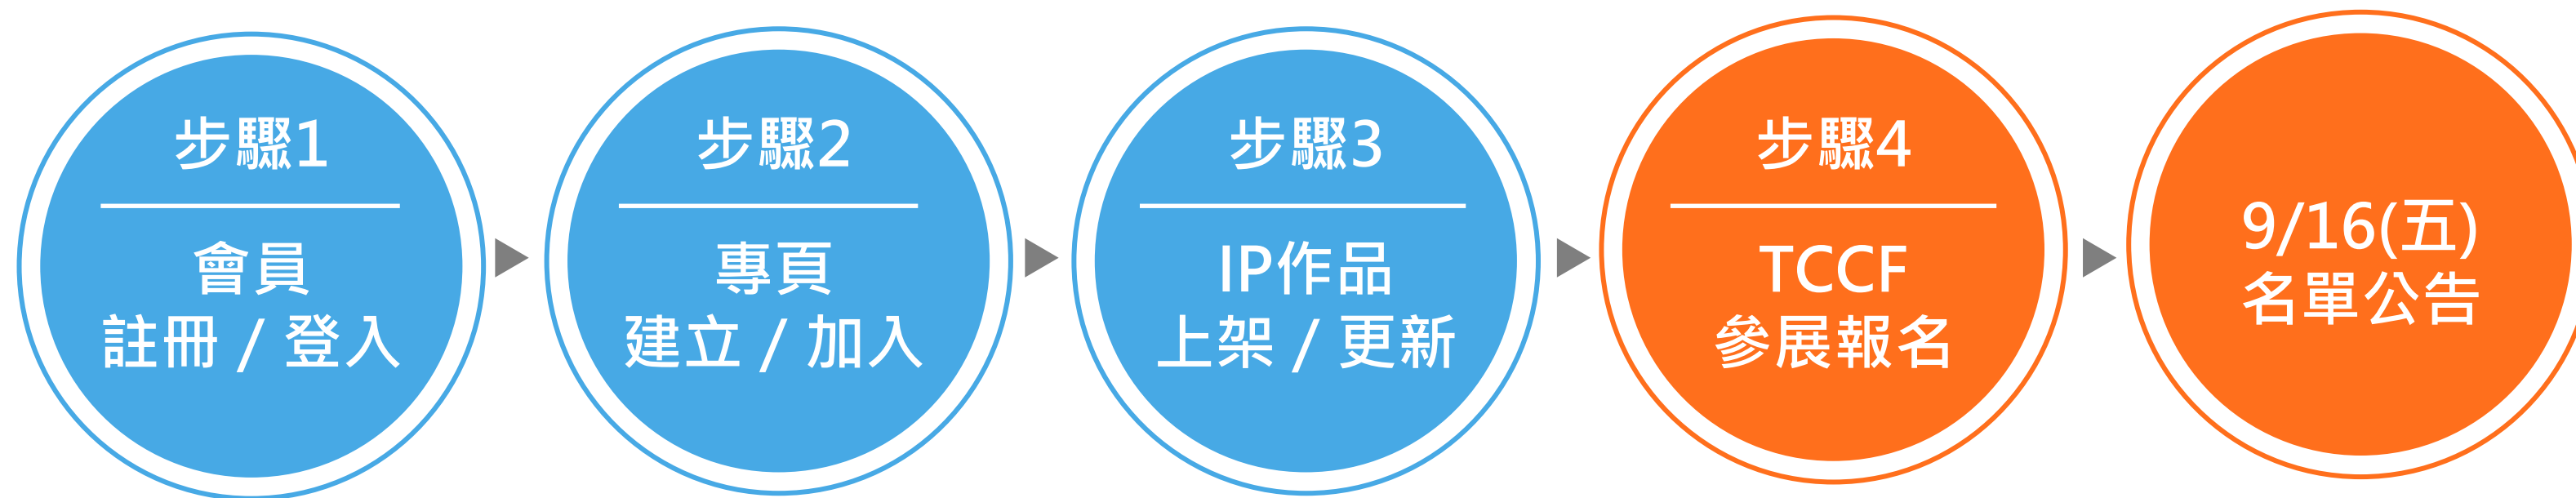 步驟1
會員
註冊 / 登入
步驟2
專頁
建立 / 加入
步驟3
IP作品
上架 / 更新
步驟4
TCCF
參展報名
9/16(五)
名單公告